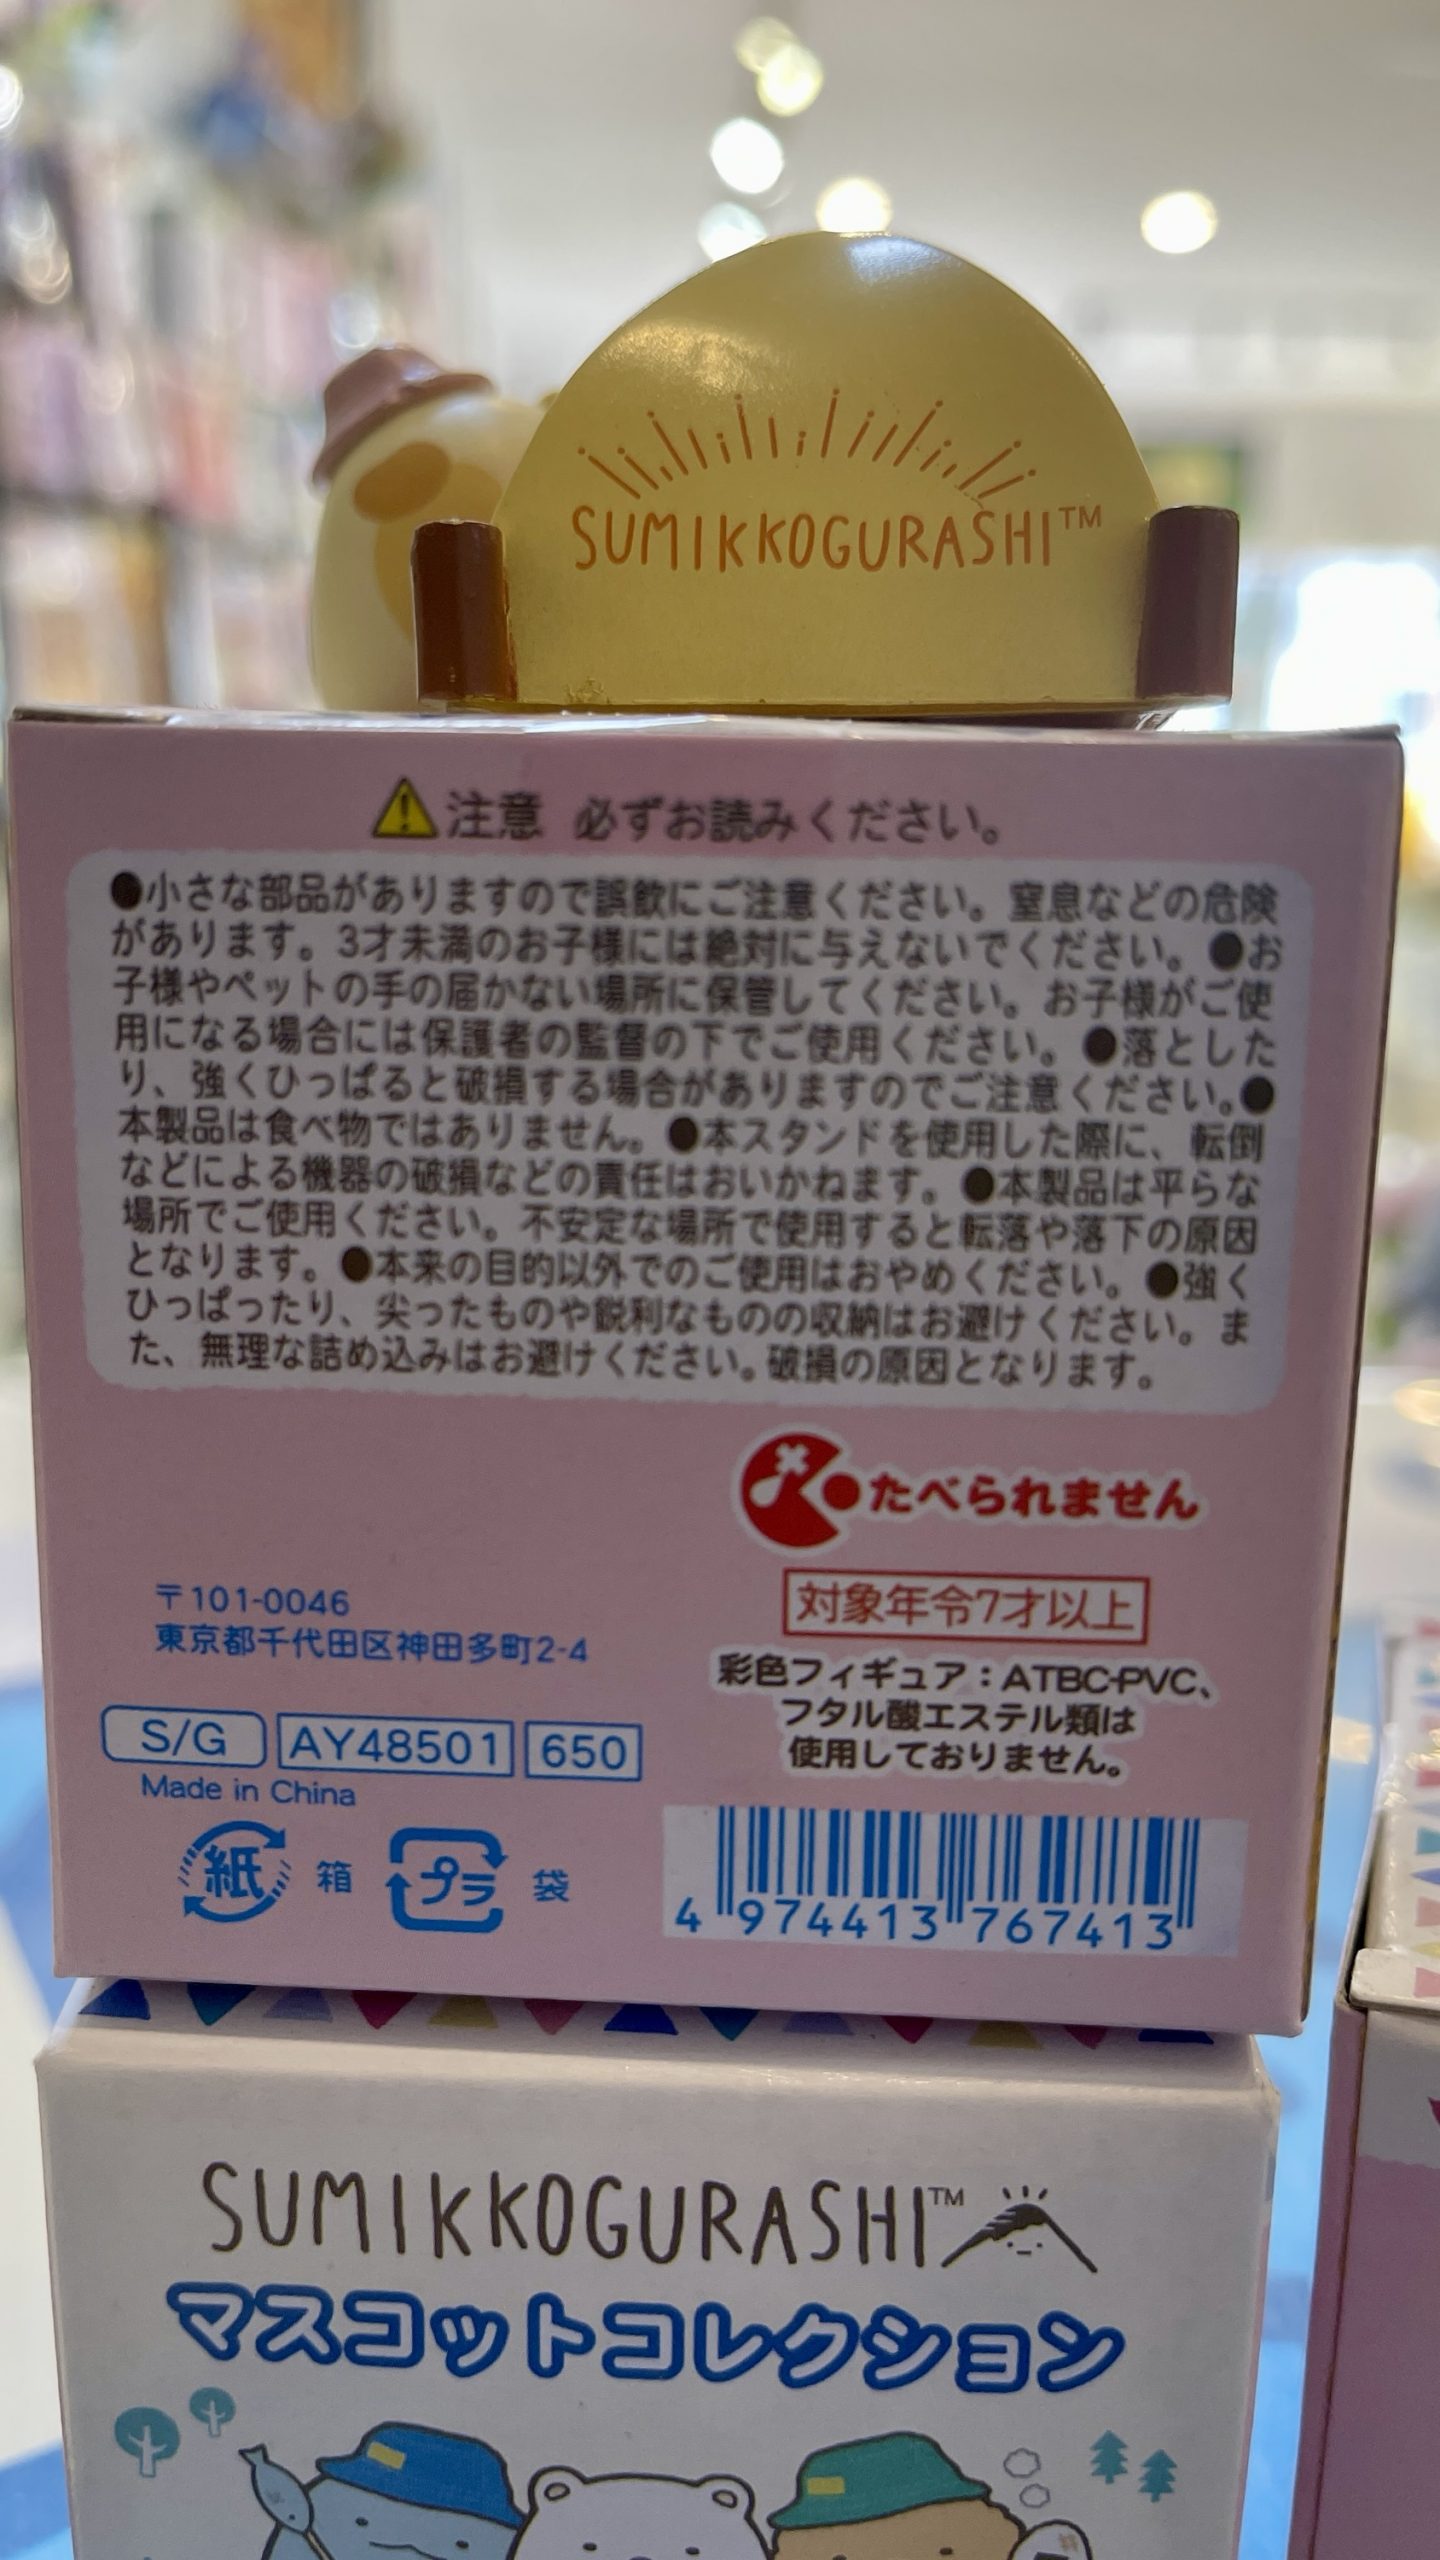 SUMIKKOGURASHI™
注意 必ずお読みください。
●小さな部品がありますので誤飲にご注意ください。窒息などの危険
があります。3才未満のお子様には絶対に与えないでください。●お
子様やペットの手の届かない場所に保管してください。お子様がご使
用になる場合には保護者の監督の下でご使用ください。●落とした
り、強くひっぱると破損する場合がありますのでご注意ください。●
本製品は食べ物ではありません。●本スタンドを使用した際に、転倒
などによる機器の破損などの責任はおいかねます。●本製品は平らな
場所でご使用ください。不安定な場所で使用すると転落や落下の原因
となります。●本来の目的以外でのご使用はおやめください。●強く
ひっぱったり、尖ったものや鋭利なものの収納はお避けください。ま
た、無理な詰め込みはお避けください。破損の原因となります。
たべられません
対象年令7才以上
彩色フィギュア：ATBC-PVC、
フタル酸エステル類は
使用しておりません。
〒101-0046
東京都千代田区神田多町2-4
S/G AY48501 650
Made in China
紙 箱 プラ 袋
4 974413 767413
SUMIKKOGURASHI™
マスコットコレクション